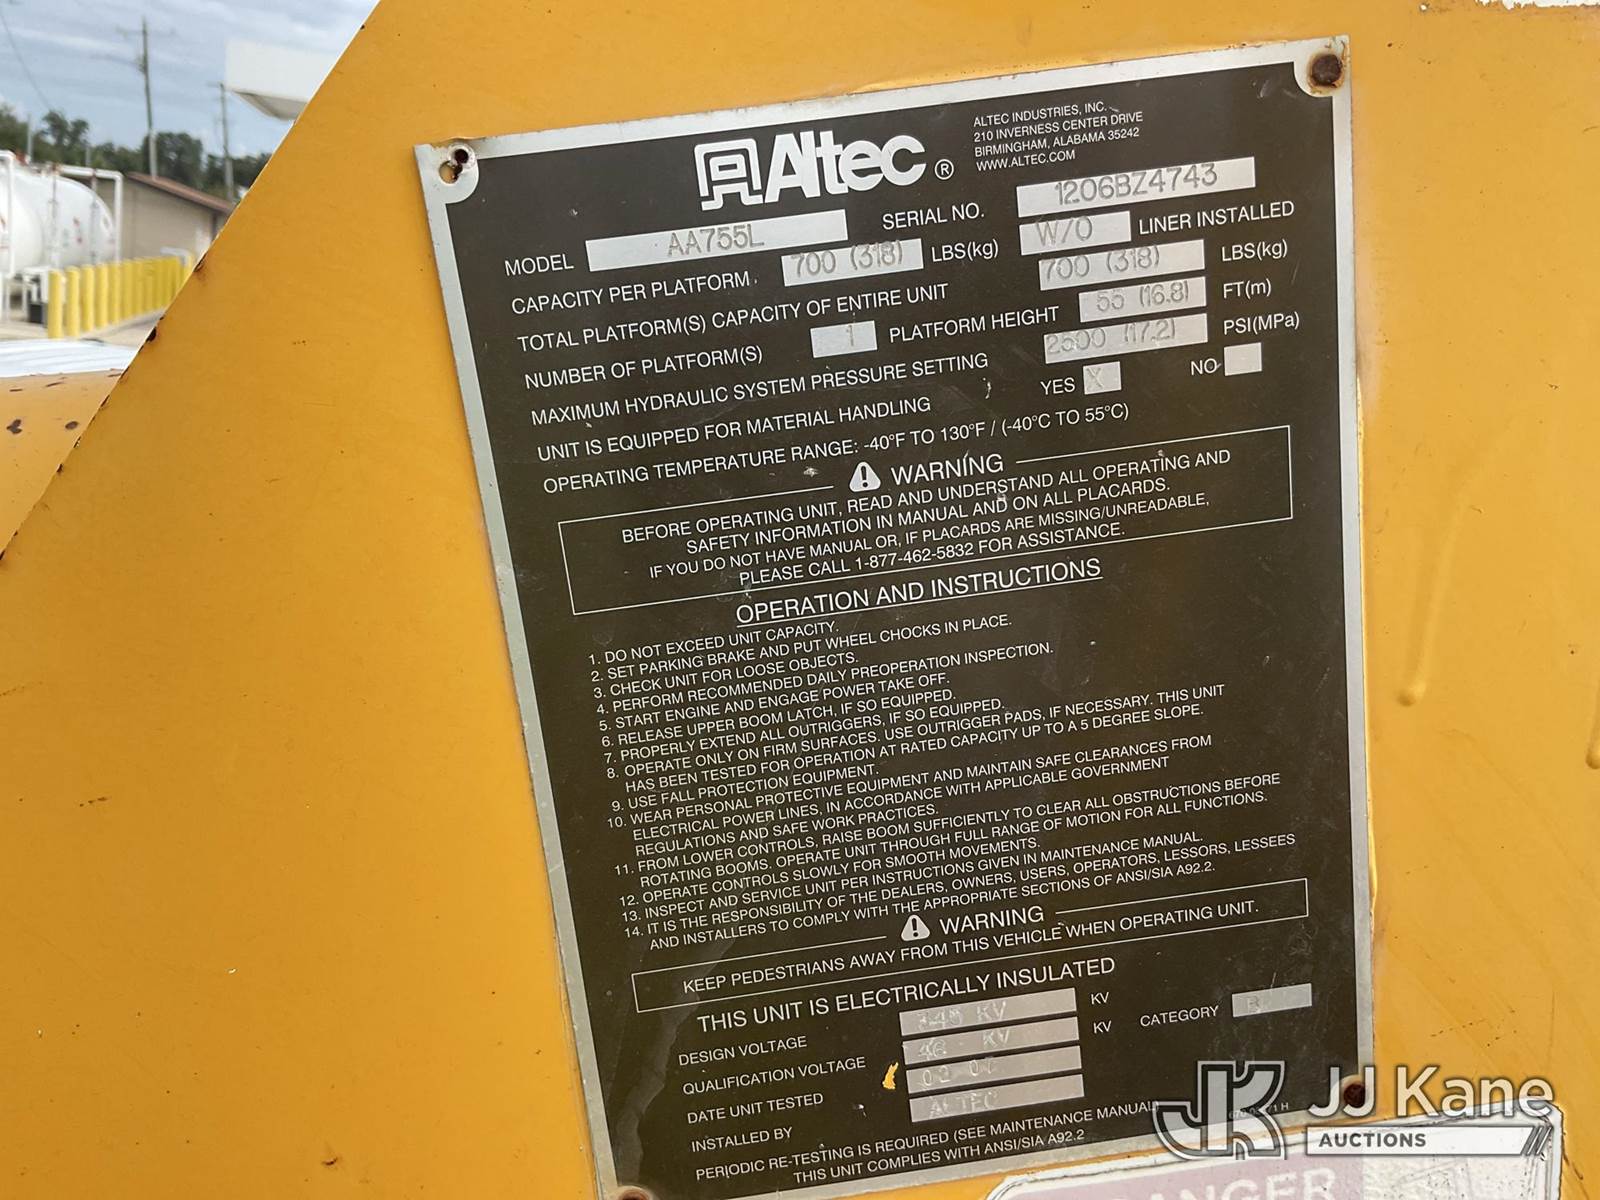 Altec®
ALTEC INDUSTRIES, INC.
210 INVERNESS CENTER DRIVE
BIRMINGHAM, ALABAMA 35242
WWW.ALTEC.COM
MODEL AA755L SERIAL NO. 1206BZ4743
CAPACITY PER PLATFORM 700 (318) LBS(kg) W/O LINER INSTALLED
TOTAL PLATFORM(S) CAPACITY OF ENTIRE UNIT 700 (318) LBS(kg)
NUMBER OF PLATFORM(S) 1 PLATFORM HEIGHT 55 (16.8) FT(m)
MAXIMUM HYDRAULIC SYSTEM PRESSURE SETTING 2500 (17.2) PSI(MPa)
UNIT IS EQUIPPED FOR MATERIAL HANDLING YES X NO
OPERATING TEMPERATURE RANGE: -40°F TO 130°F / (-40°C TO 55°C)
WARNING
BEFORE OPERATING UNIT, READ AND UNDERSTAND ALL OPERATING AND
SAFETY INFORMATION IN MANUAL AND ON ALL PLACARDS.
IF YOU DO NOT HAVE MANUAL OR, IF PLACARDS ARE MISSING/UNREADABLE,
PLEASE CALL 1-877-462-5832 FOR ASSISTANCE.
OPERATION AND INSTRUCTIONS
1. DO NOT EXCEED UNIT CAPACITY.
2. SET PARKING BRAKE AND PUT WHEEL CHOCKS IN PLACE.
3. CHECK UNIT FOR LOOSE OBJECTS.
4. PERFORM RECOMMENDED DAILY PREOPERATION INSPECTION.
5. START ENGINE AND ENGAGE POWER TAKE OFF.
6. RELEASE UPPER BOOM LATCH, IF SO EQUIPPED.
7. PROPERLY EXTEND ALL OUTRIGGERS, IF SO EQUIPPED.
8. OPERATE ONLY ON FIRM SURFACES. USE OUTRIGGER PADS, IF NECESSARY. THIS UNIT
HAS BEEN TESTED FOR OPERATION AT RATED CAPACITY UP TO A 5 DEGREE SLOPE.
9. USE FALL PROTECTION EQUIPMENT.
10. WEAR PERSONAL PROTECTIVE EQUIPMENT AND MAINTAIN SAFE CLEARANCES FROM
ELECTRICAL POWER LINES, IN ACCORDANCE WITH APPLICABLE GOVERNMENT
REGULATIONS AND SAFE WORK PRACTICES.
11. FROM LOWER CONTROLS, RAISE BOOM SUFFICIENTLY TO CLEAR ALL OBSTRUCTIONS BEFORE
ROTATING BOOMS. OPERATE UNIT THROUGH FULL RANGE OF MOTION FOR ALL FUNCTIONS.
12. OPERATE CONTROLS SLOWLY FOR SMOOTH MOVEMENTS.
13. INSPECT AND SERVICE UNIT PER INSTRUCTIONS GIVEN IN MAINTENANCE MANUAL.
14. IT IS THE RESPONSIBILITY OF THE DEALERS, OWNERS, USERS, OPERATORS, LESSORS, LESSEES
AND INSTALLERS TO COMPLY WITH THE APPROPRIATE SECTIONS OF ANSI/SIA A92.2.
WARNING
KEEP PEDESTRIANS AWAY FROM THIS VEHICLE WHEN OPERATING UNIT.
THIS UNIT IS ELECTRICALLY INSULATED
DESIGN VOLTAGE KV KV
QUALIFICATION VOLTAGE 46 KV KV CATEGORY B
DATE UNIT TESTED
INSTALLED BY ALTEC
PERIODIC RE-TESTING IS REQUIRED (SEE MAINTENANCE MANUAL)
THIS UNIT COMPLIES WITH ANSI/SIA A92.2
JK JJ Kane
AUCTIONS
DANGER